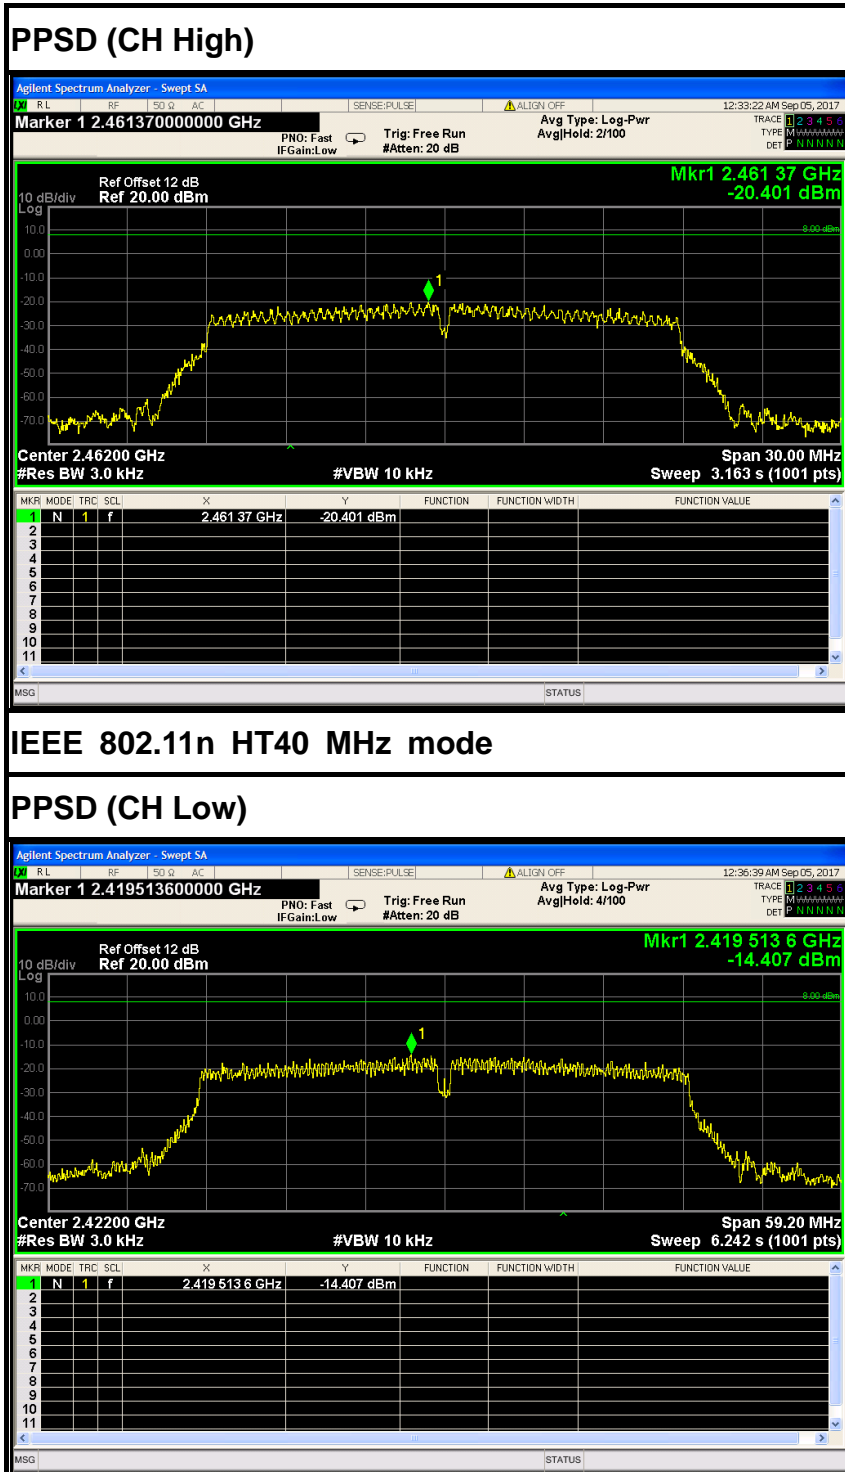 PPSD (CH High)
Agilent Spectrum Analyzer - Swept SA
LXI RL RF 50 Ω AC SENSE:PULSE ALIGN OFF 12:33:22 AM Sep 05, 2017
Marker 1 2.461370000000 GHz Avg Type: Log-Pwr TRACE 1 2 3 4 5 6
PNO: Fast Trig: Free Run Avg|Hold: 2/100 TYPE M
IFGain:Low #Atten: 20 dB DET P N N N N N
Mkr1 2.461 37 GHz
-20.401 dBm
Ref Offset 12 dB
10 dB/div Ref 20.00 dBm
Log
10.0
8.00 dBm
0.00
-10.0
1
-20.0
-30.0
-40.0
-50.0
-60.0
-70.0
Center 2.46200 GHz Span 30.00 MHz
#Res BW 3.0 kHz #VBW 10 kHz Sweep 3.163 s (1001 pts)
MKR MODE TRC SCL X Y FUNCTION FUNCTION WIDTH FUNCTION VALUE
1 N 1 f 2.461 37 GHz -20.401 dBm
2
3
4
5
6
7
8
9
10
11
MSG STATUS
IEEE 802.11n HT40 MHz mode
PPSD (CH Low)
Agilent Spectrum Analyzer - Swept SA
LXI RL RF 50 Ω AC SENSE:PULSE ALIGN OFF 12:36:39 AM Sep 05, 2017
Marker 1 2.419513600000 GHz Avg Type: Log-Pwr TRACE 1 2 3 4 5 6
PNO: Fast Trig: Free Run Avg|Hold: 4/100 TYPE M
IFGain:Low #Atten: 20 dB DET P N N N N N
Mkr1 2.419 513 6 GHz
-14.407 dBm
Ref Offset 12 dB
10 dB/div Ref 20.00 dBm
Log
10.0
8.00 dBm
0.00
-10.0
1
-20.0
-30.0
-40.0
-50.0
-60.0
-70.0
Center 2.42200 GHz Span 59.20 MHz
#Res BW 3.0 kHz #VBW 10 kHz Sweep 6.242 s (1001 pts)
MKR MODE TRC SCL X Y FUNCTION FUNCTION WIDTH FUNCTION VALUE
1 N 1 f 2.419 513 6 GHz -14.407 dBm
2
3
4
5
6
7
8
9
10
11
MSG STATUS